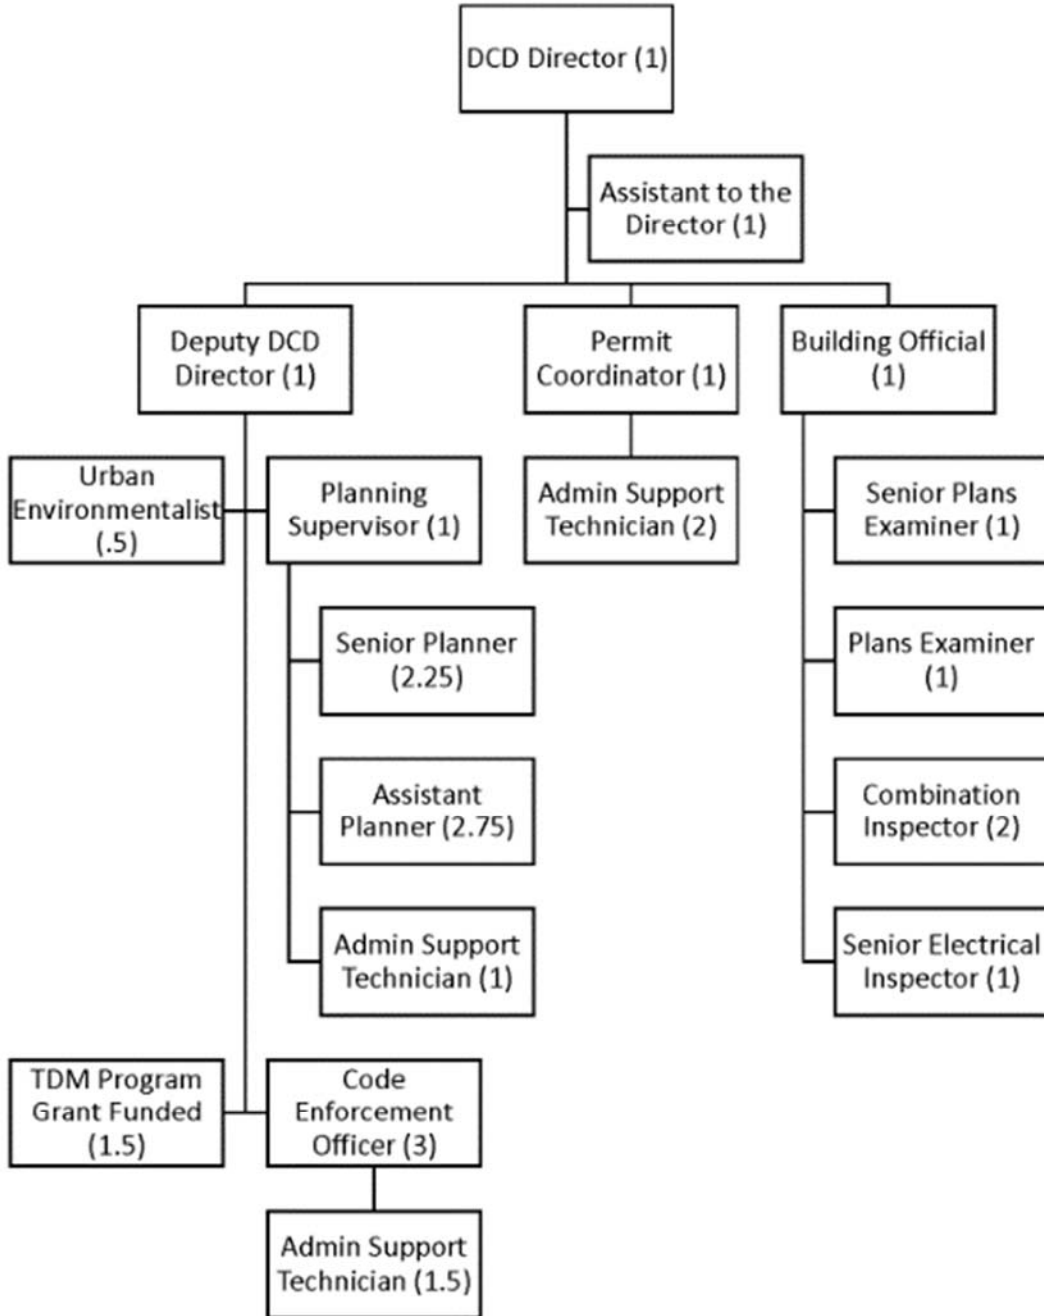 DCD Director (1)
Assistant to the
Director (1)
Deputy DCD
Director (1)
Permit
Coordinator (1)
Building Official
(1)
Urban
Environmentalist
(.5)
Planning
Supervisor (1)
Admin Support
Technician (2)
Senior Plans
Examiner (1)
Senior Planner
(2.25)
Plans Examiner
(1)
Assistant
Planner (2.75)
Combination
Inspector (2)
Admin Support
Technician (1)
Senior Electrical
Inspector (1)
TDM Program
Grant Funded
(1.5)
Code
Enforcement
Officer (3)
Admin Support
Technician (1.5)